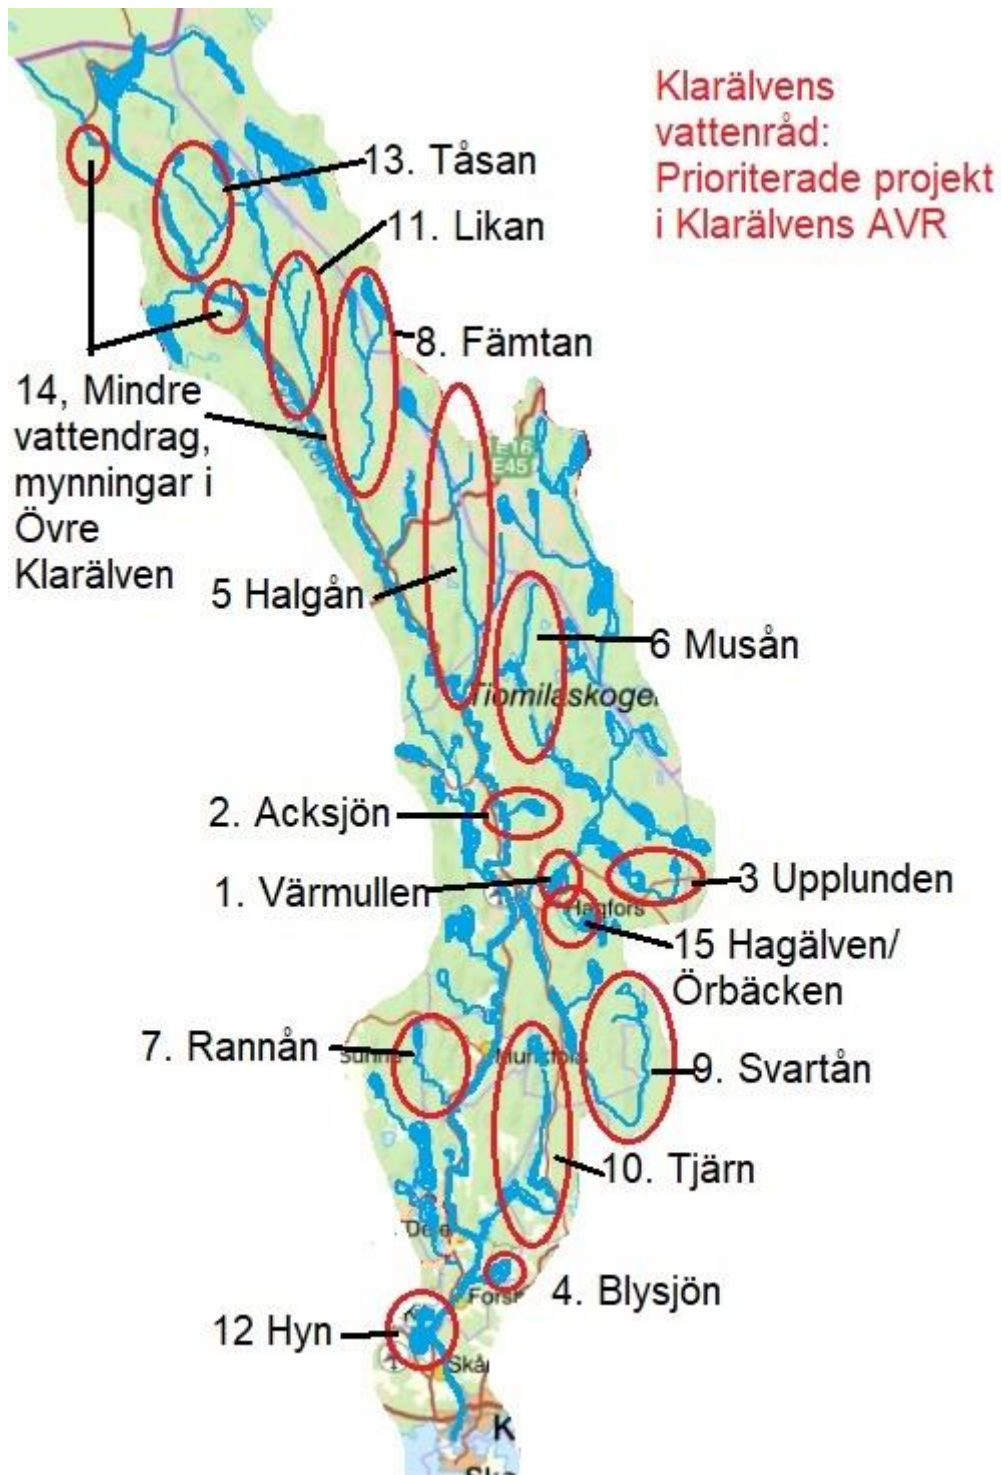 Klarälvens
vattenråd:
Prioriterade projekt
i Klarälvens AVR
13. Tåsan
11. Likan
8. Fämtan
14, Mindre
vattendrag,
mynningar i
Övre
Klarälven
E16
E45
5 Halgån
6 Musån
Tiomilaskoge
2. Acksjön
1. Värmullen
3 Upplunden
Hagfors
15 Hagälven/
Örbäcken
7. Rannån
9. Svartån
10. Tjärn
4. Blysjön
12 Hyn
K